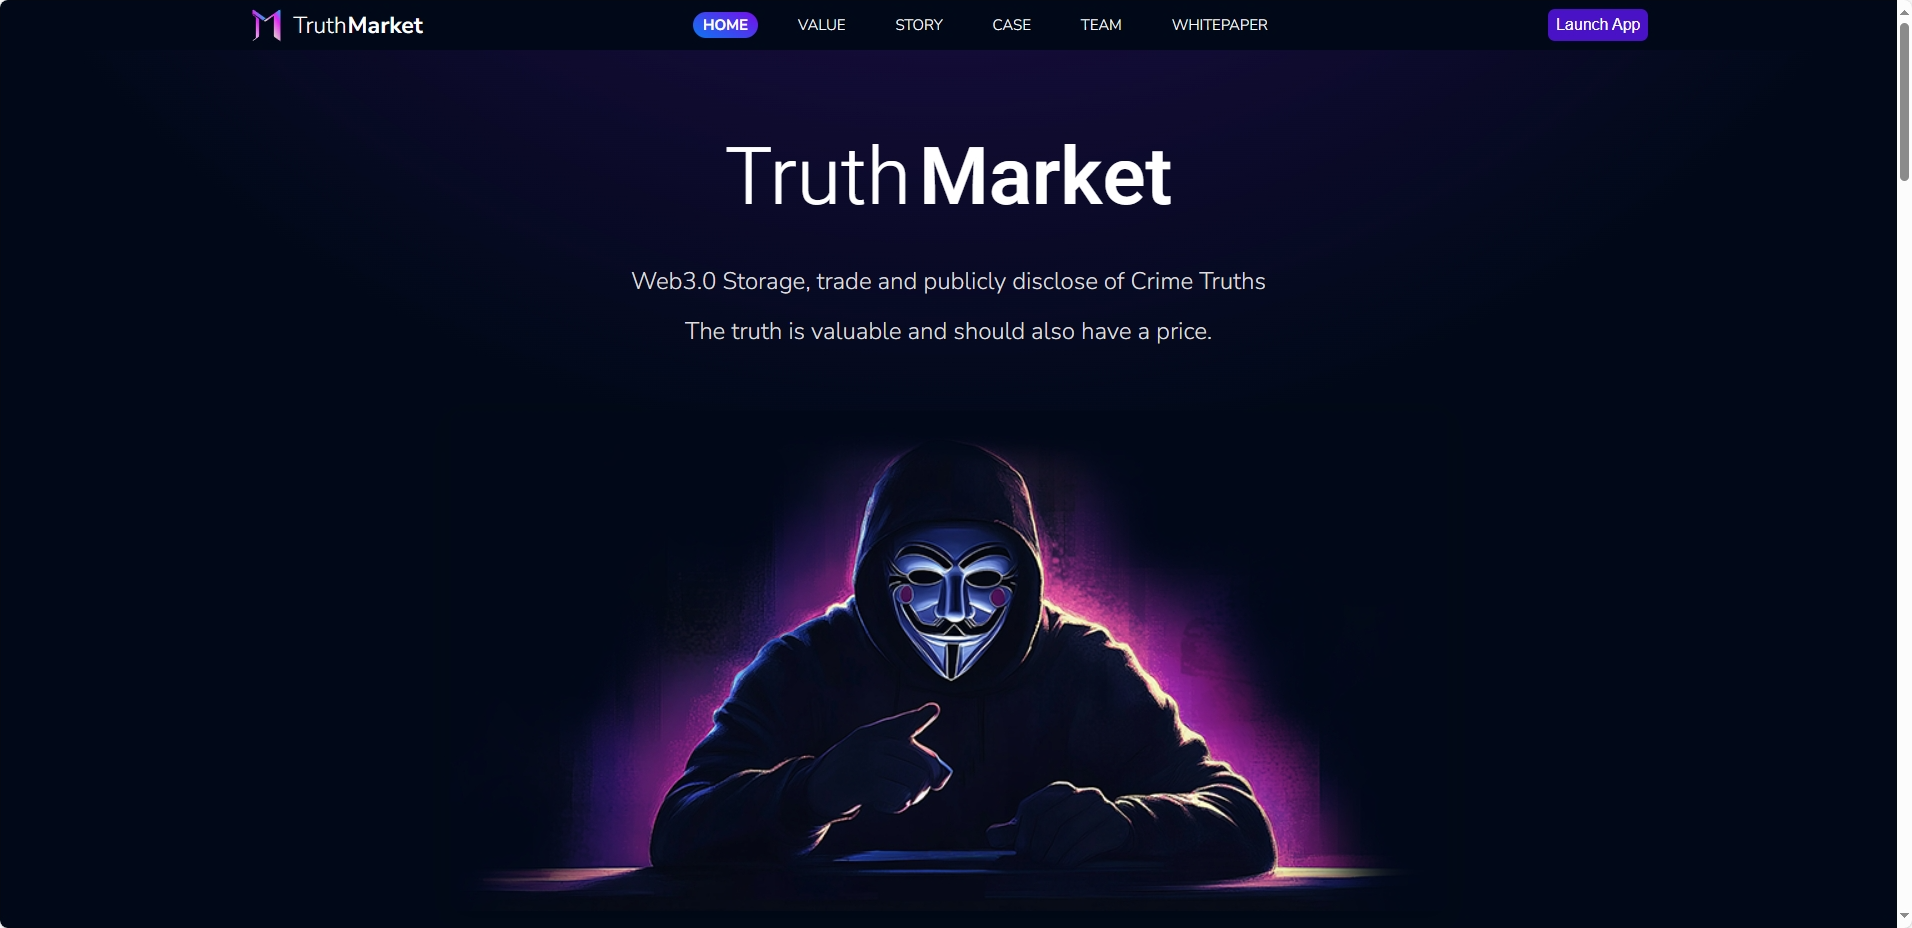 TruthMarket
HOME VALUE STORY CASE TEAM WHITEPAPER
Launch App
Truth Market
Web3.0 Storage, trade and publicly disclose of Crime Truths
The truth is valuable and should also have a price.